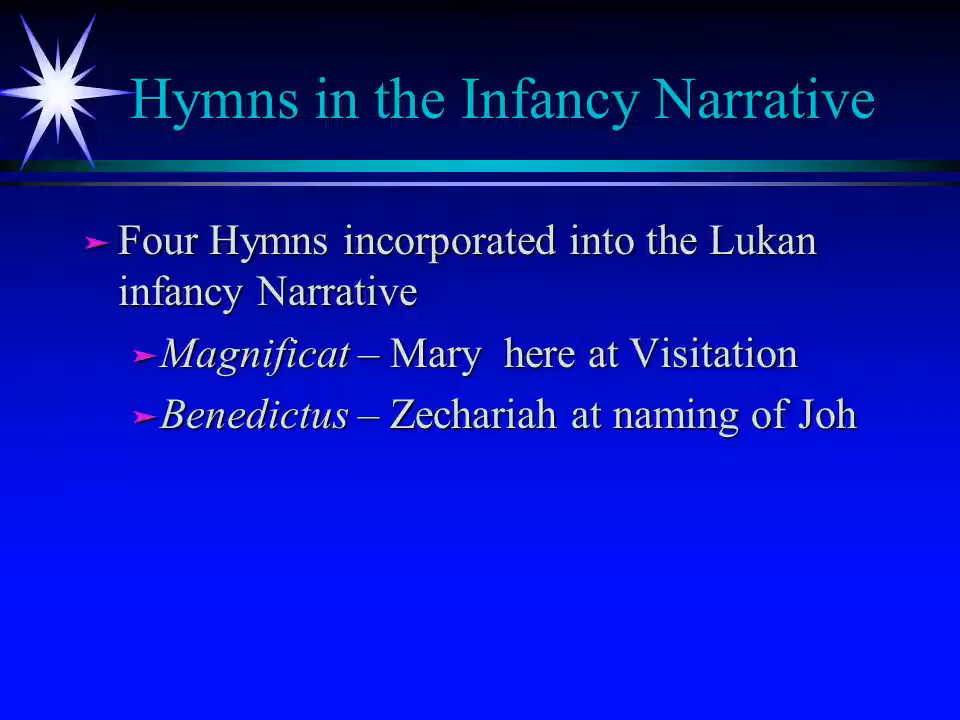 Hymns in the Infancy Narrative
Four Hymns incorporated into the Lukan
infancy Narrative
Magnificat – Mary  here at Visitation
Benedictus – Zechariah at naming of Joh